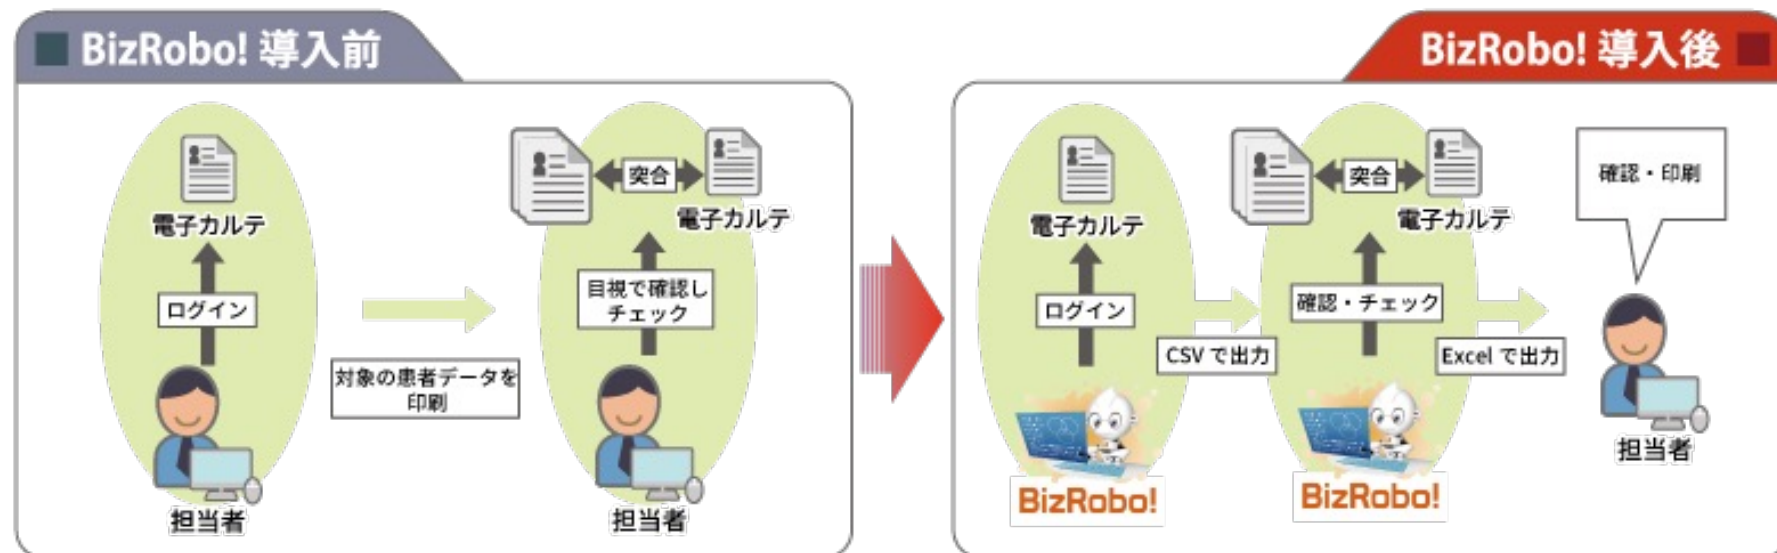 BizRobo! 導入前
電子カルテ
ログイン
担当者
対象の患者データを
印刷
突合
電子カルテ
目視で確認し
チェック
担当者
BizRobo! 導入後
電子カルテ
ログイン
BizRobo!
CSV で出力
突合
電子カルテ
確認・チェック
BizRobo!
Excel で出力
確認・印刷
担当者